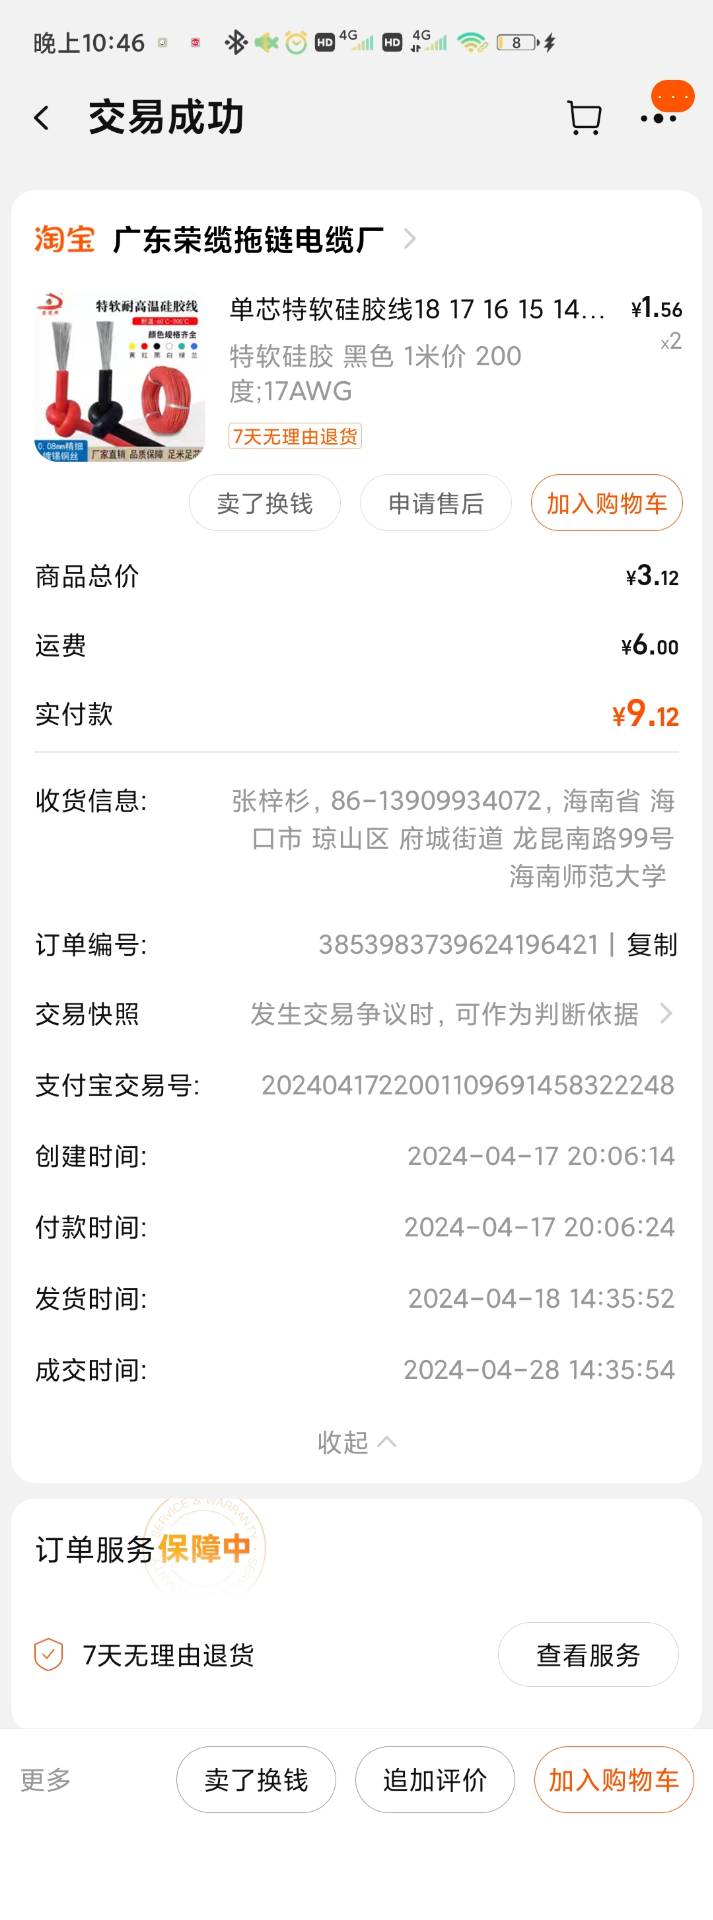 晚上10:46
HD 4G HD 4G 8
交易成功
淘宝 广东荣缆拖链电缆厂
特软耐高温硅胶线
耐温-60℃-200℃
颜色规格齐全
黄 红 黑 白 绿 兰
0.08mm精细
镀锡铜丝
厂家直销 品质保障 足米足芯
单芯特软硅胶线18 17 16 15 14... ¥1.56
特软硅胶 黑色 1米价 200 x2
度;17AWG
7天无理由退货
卖了换钱 申请售后 加入购物车
商品总价 ¥3.12
运费 ¥6.00
实付款 ¥9.12
收货信息: 张梓杉, 86-13909934072, 海南省 海
口市 琼山区 府城街道 龙昆南路99号
海南师范大学
订单编号: 3853983739624196421 | 复制
交易快照 发生交易争议时, 可作为判断依据
支付宝交易号: 2024041722001109691458322248
创建时间: 2024-04-17 20:06:14
付款时间: 2024-04-17 20:06:24
发货时间: 2024-04-18 14:35:52
成交时间: 2024-04-28 14:35:54
收起
SERVICE & WARRANTY
订单服务保障中
7天无理由退货 查看服务
更多 卖了换钱 追加评价 加入购物车